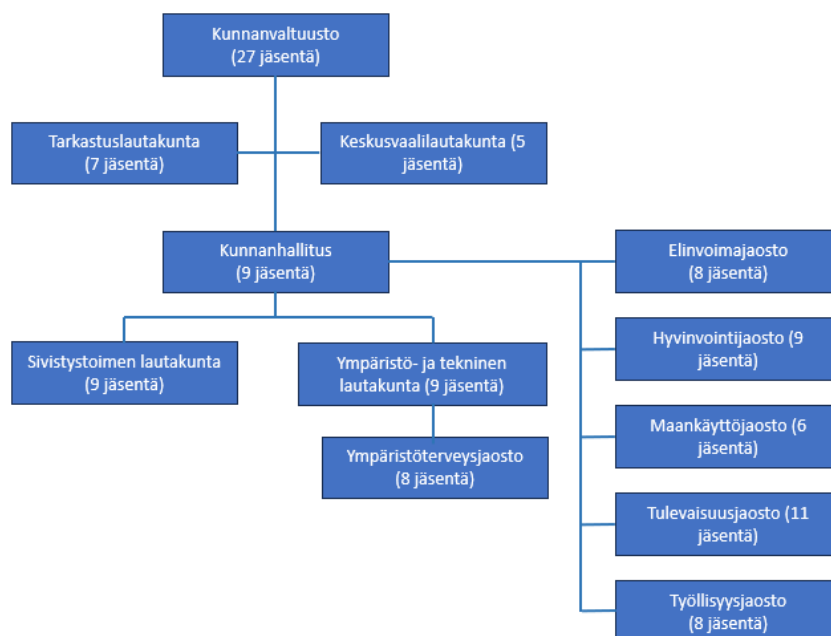 Kunnanvaltuusto
(27 jäsentä)
Tarkastuslautakunta
(7 jäsentä)
Keskusvaalilautakunta (5
jäsentä)
Kunnanhallitus
(9 jäsentä)
Elinvoimajaosto
(8 jäsentä)
Sivistystoimen lautakunta
(9 jäsentä)
Ympäristö- ja tekninen
lautakunta (9 jäsentä)
Hyvinvointijaosto (9
jäsentä)
Ympäristöterveysjaosto
(8 jäsentä)
Maankäyttöjaosto (6
jäsentä)
Tulevaisuusjaosto (11
jäsentä)
Työllisyysjaosto
(8 jäsentä)